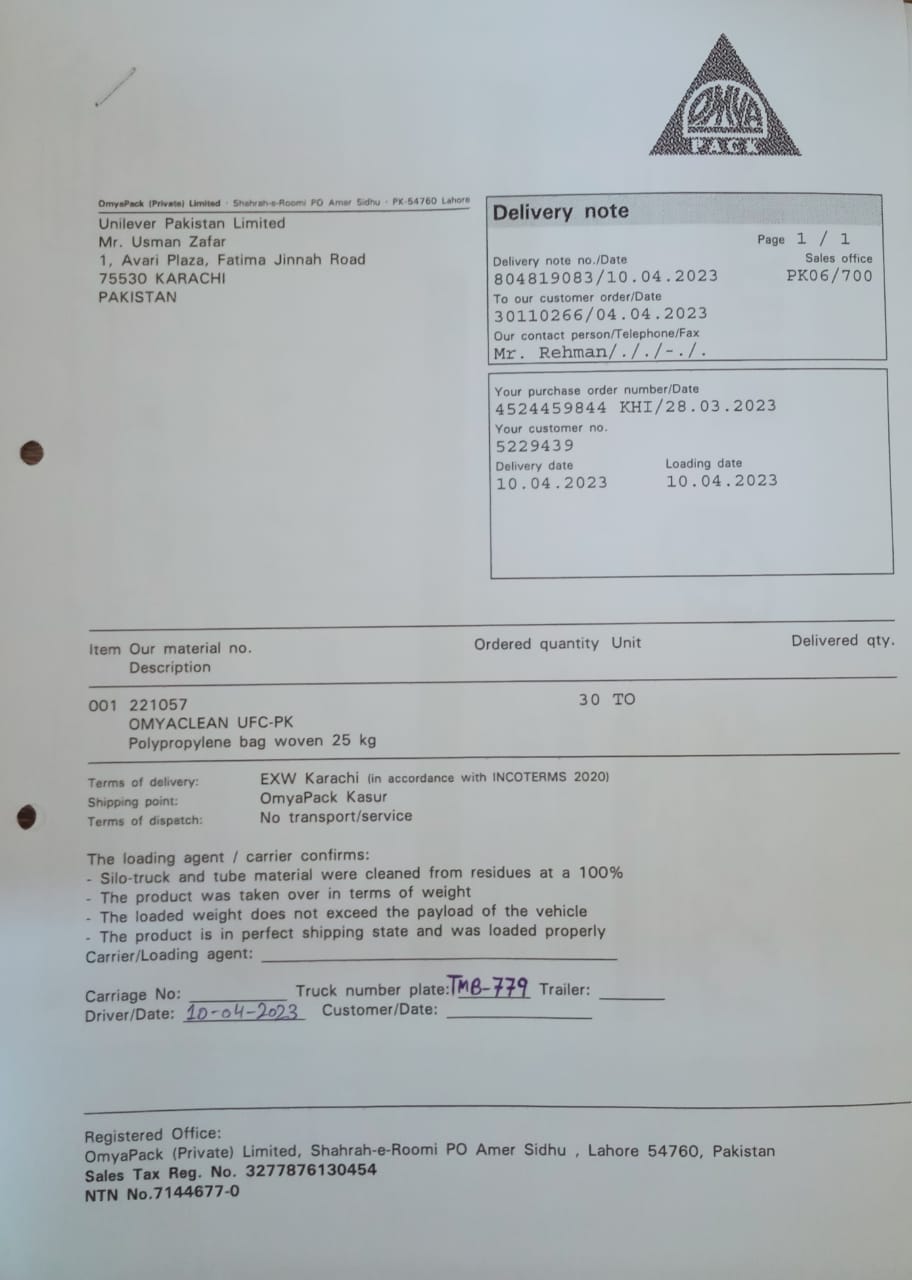 OMYA
PACK
OmyaPack (Private) Limited · Shahrah-e-Roomi PO Amer Sidhu · PK-54760 Lahore
Unilever Pakistan Limited
Mr. Usman Zafar
1, Avari Plaza, Fatima Jinnah Road
75530 KARACHI
PAKISTAN
Delivery note
Page 1 / 1
Delivery note no./Date Sales office
804819083/10.04.2023 PK06/700
To our customer order/Date
30110266/04.04.2023
Our contact person/Telephone/Fax
Mr. Rehman/././-./.
Your purchase order number/Date
4524459844 KHI/28.03.2023
Your customer no.
5229439
Delivery date Loading date
10.04.2023 10.04.2023
Item Our material no. Ordered quantity Unit Delivered qty.
Description
001 221057 30 TO
OMYACLEAN UFC-PK
Polypropylene bag woven 25 kg
Terms of delivery: EXW Karachi (in accordance with INCOTERMS 2020)
Shipping point: OmyaPack Kasur
Terms of dispatch: No transport/service
The loading agent / carrier confirms:
- Silo-truck and tube material were cleaned from residues at a 100%
- The product was taken over in terms of weight
- The loaded weight does not exceed the payload of the vehicle
- The product is in perfect shipping state and was loaded properly
Carrier/Loading agent:
Carriage No: Truck number plate: TMB-779 Trailer:
Driver/Date: 10-04-2023 Customer/Date:
Registered Office:
OmyaPack (Private) Limited, Shahrah-e-Roomi PO Amer Sidhu , Lahore 54760, Pakistan
Sales Tax Reg. No. 3277876130454
NTN No.7144677-0